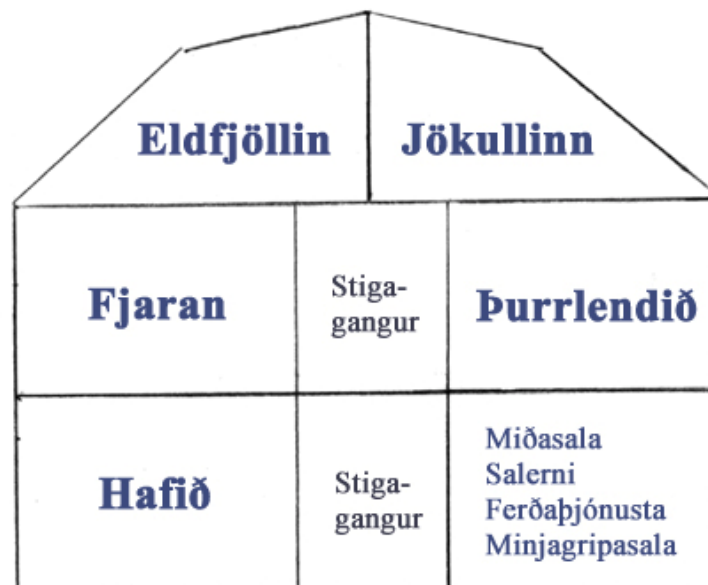 Eldfjöllin Jökullinn
Fjaran
Stiga-
gangur
Þurrlendið
Hafið
Stiga-
gangur
Miðasala
Salerni
Ferðaþjónusta
Minjagripasala